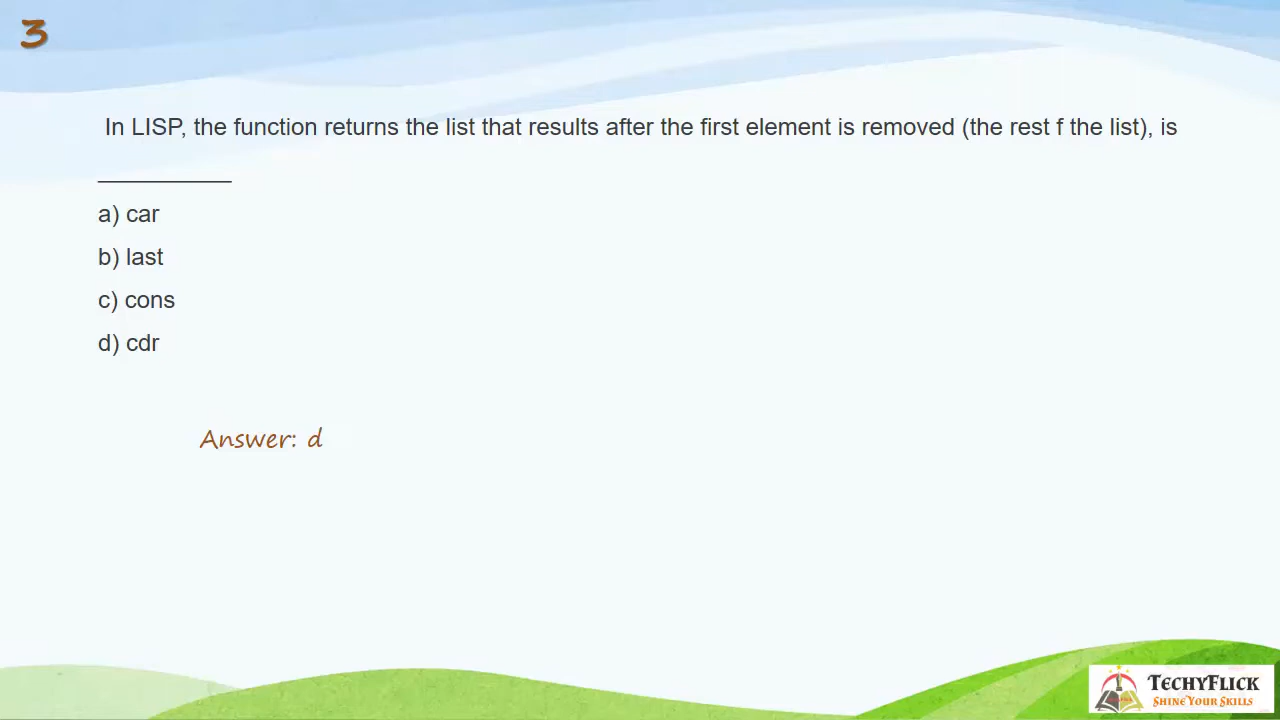 3
In LISP, the function returns the list that results after the first element is removed (the rest f the list), is
__________
a) car
b) last
c) cons
d) cdr
Answer: d
TECHYFLICK
SHINE YOUR SKILLS